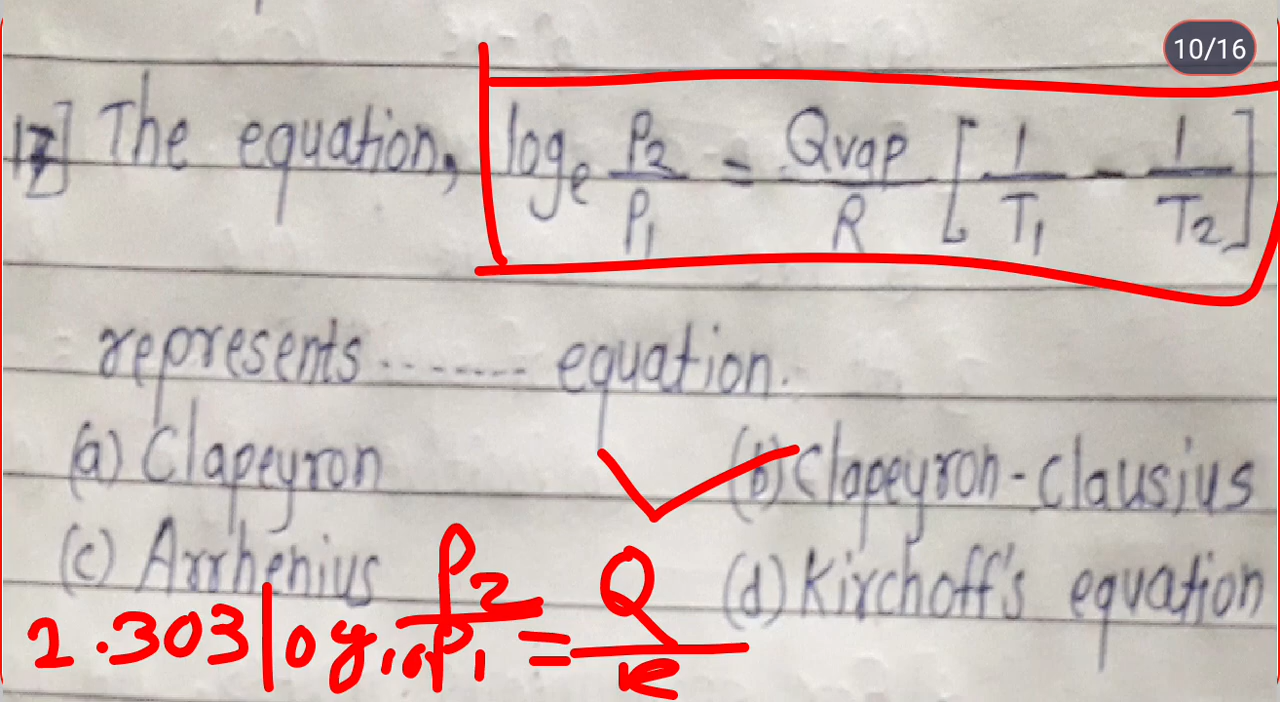 10/16
17] The equation, logₑ P₂/P₁ = Qvap/R [1/T₁ - 1/T₂]
represents ........ equation.
(a) Clapeyron (b) Clapeyron-Clausius
(c) Arrhenius (d) Kirchoff's equation
2.303 log₁₀ P₂/P₁ = Q/R